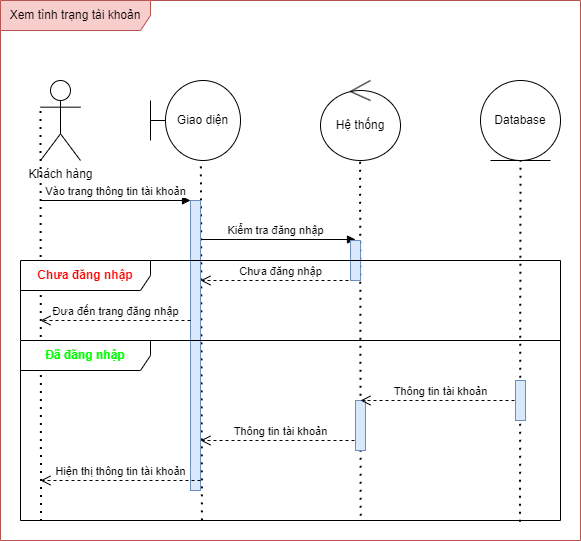 Xem tình trạng tài khoản
Giao diện
Hệ thống
Database
Khách hàng
Vào trang thông tin tài khoản
Kiểm tra đăng nhập
Chưa đăng nhập
Chưa đăng nhập
Đưa đến trang đăng nhập
Đã đăng nhập
Thông tin tài khoản
Thông tin tài khoản
Hiện thị thông tin tài khoản